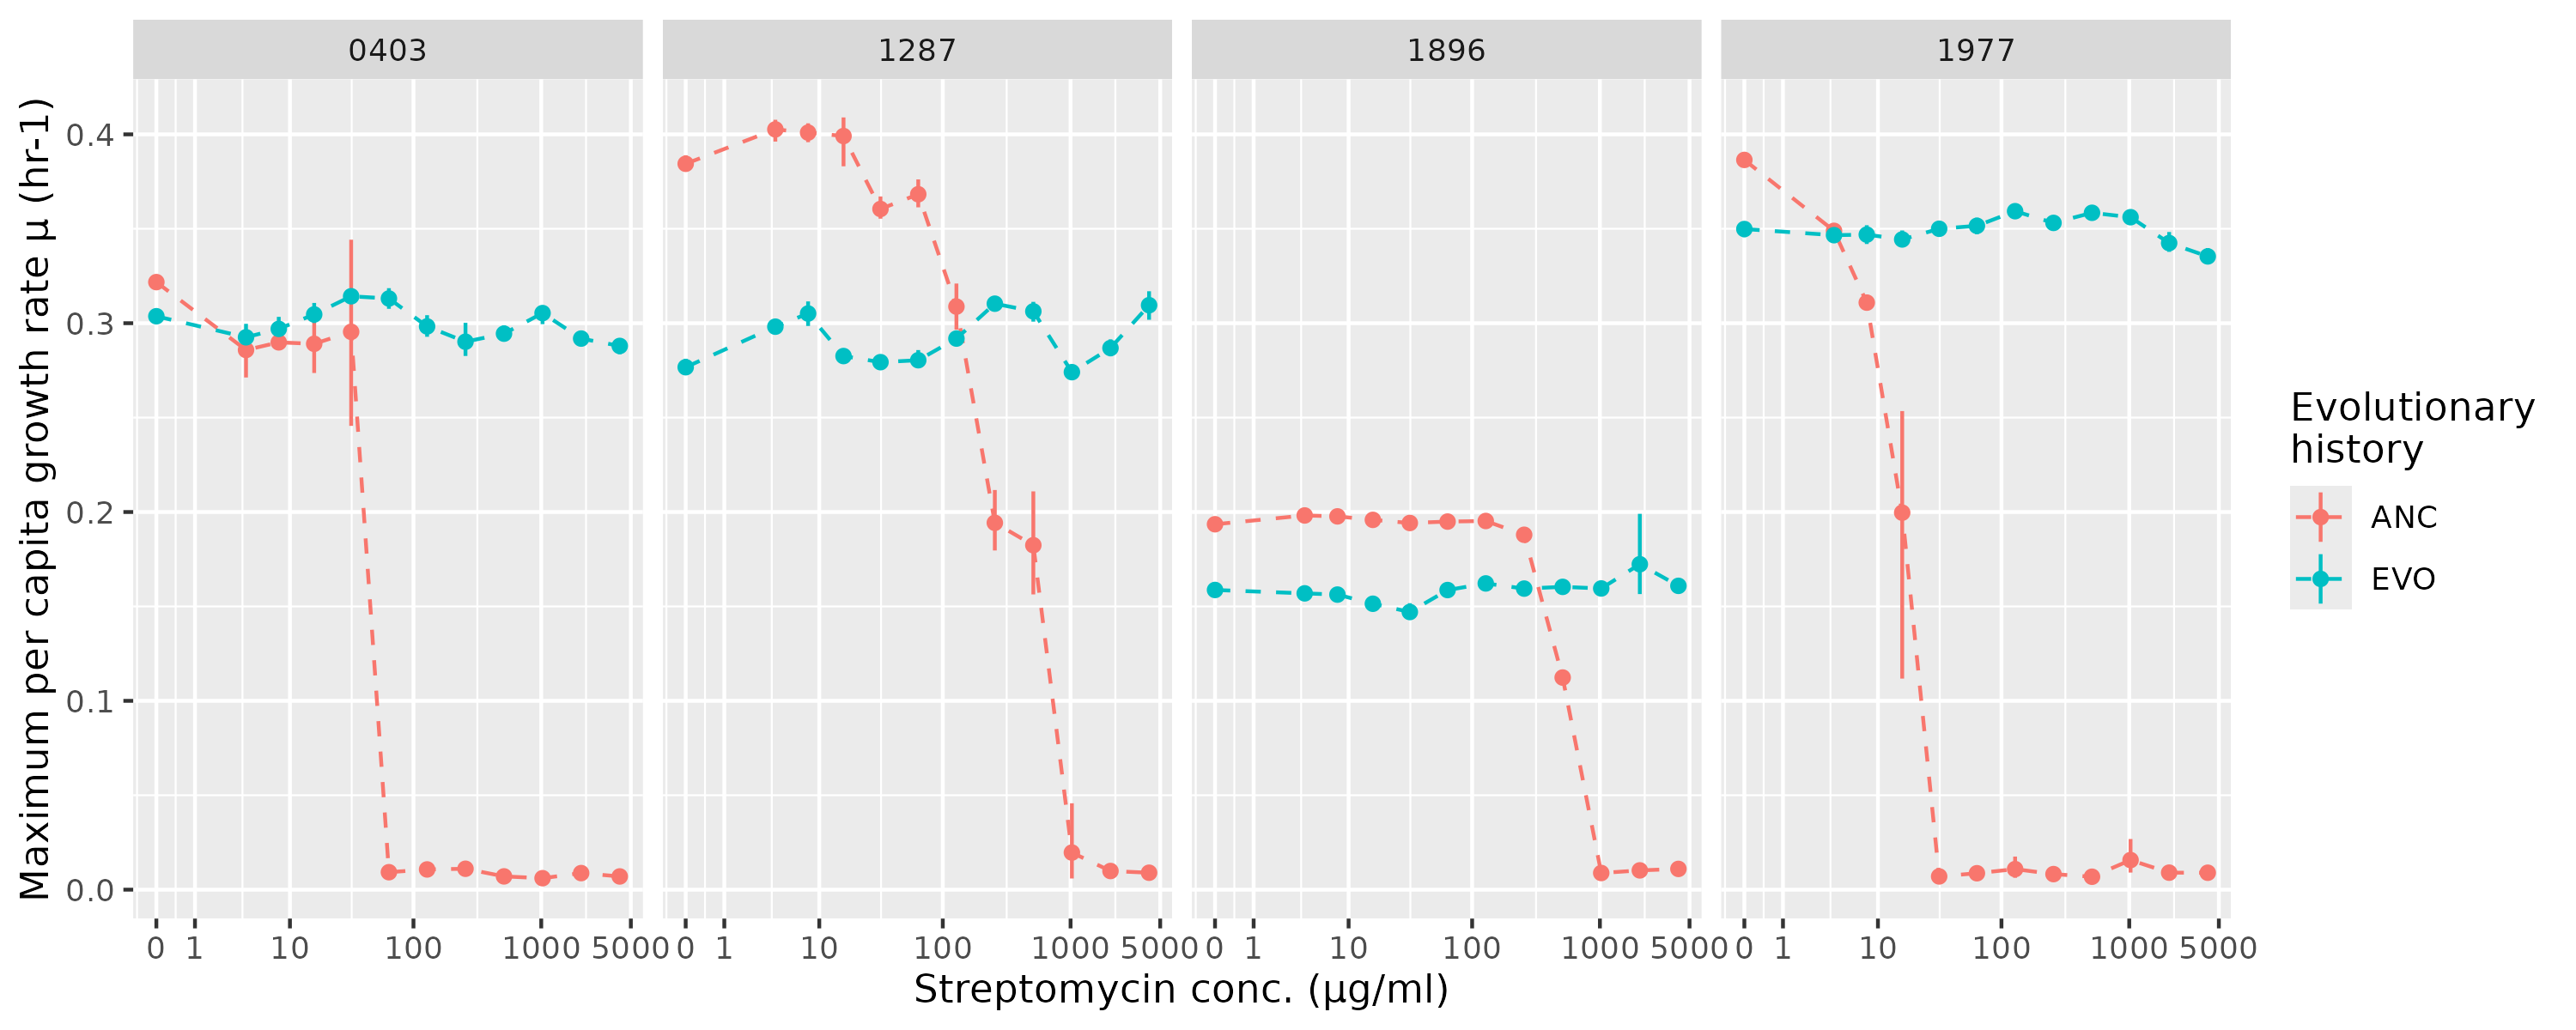 0403
1287
1896
1977
Maximum per capita growth rate µ (hr-1)
0.4
0.3
0.2
0.1
0.0
0 1 10 100 1000 5000
0 1 10 100 1000 5000
0 1 10 100 1000 5000
0 1 10 100 1000 5000
Streptomycin conc. (µg/ml)
Evolutionary
history
ANC
EVO